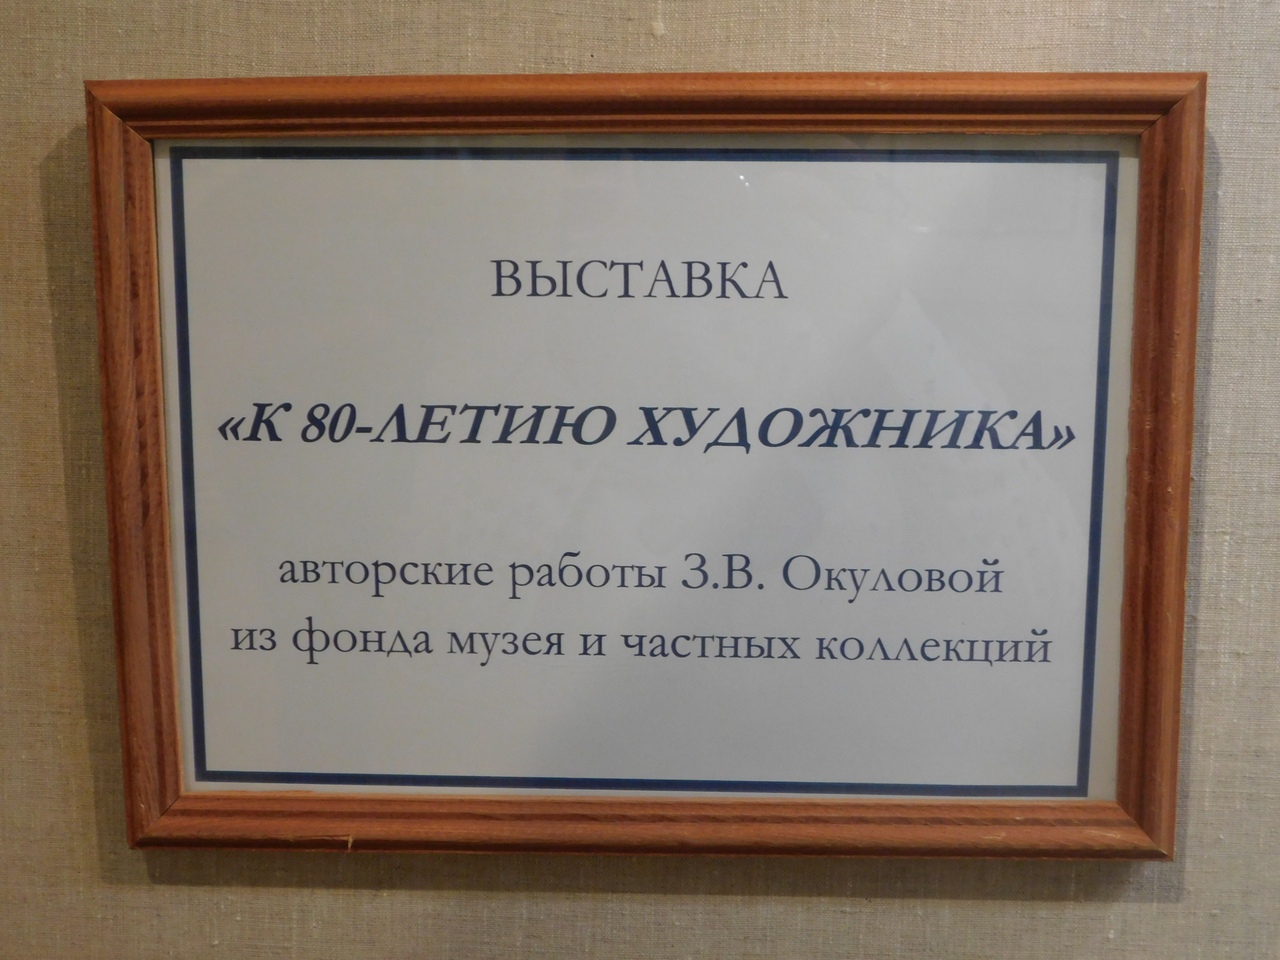 ВЫСТАВКА
«К 80-ЛЕТИЮ ХУДОЖНИКА»
авторские работы З.В. Окуловой
из фонда музея и частных коллекций